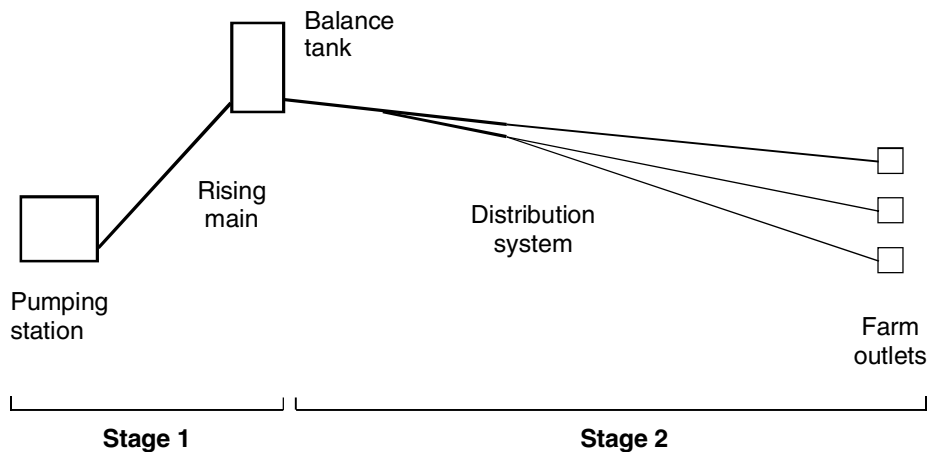 Balance
tank
Rising
main
Distribution
system
Pumping
station
Farm
outlets
Stage 1
Stage 2